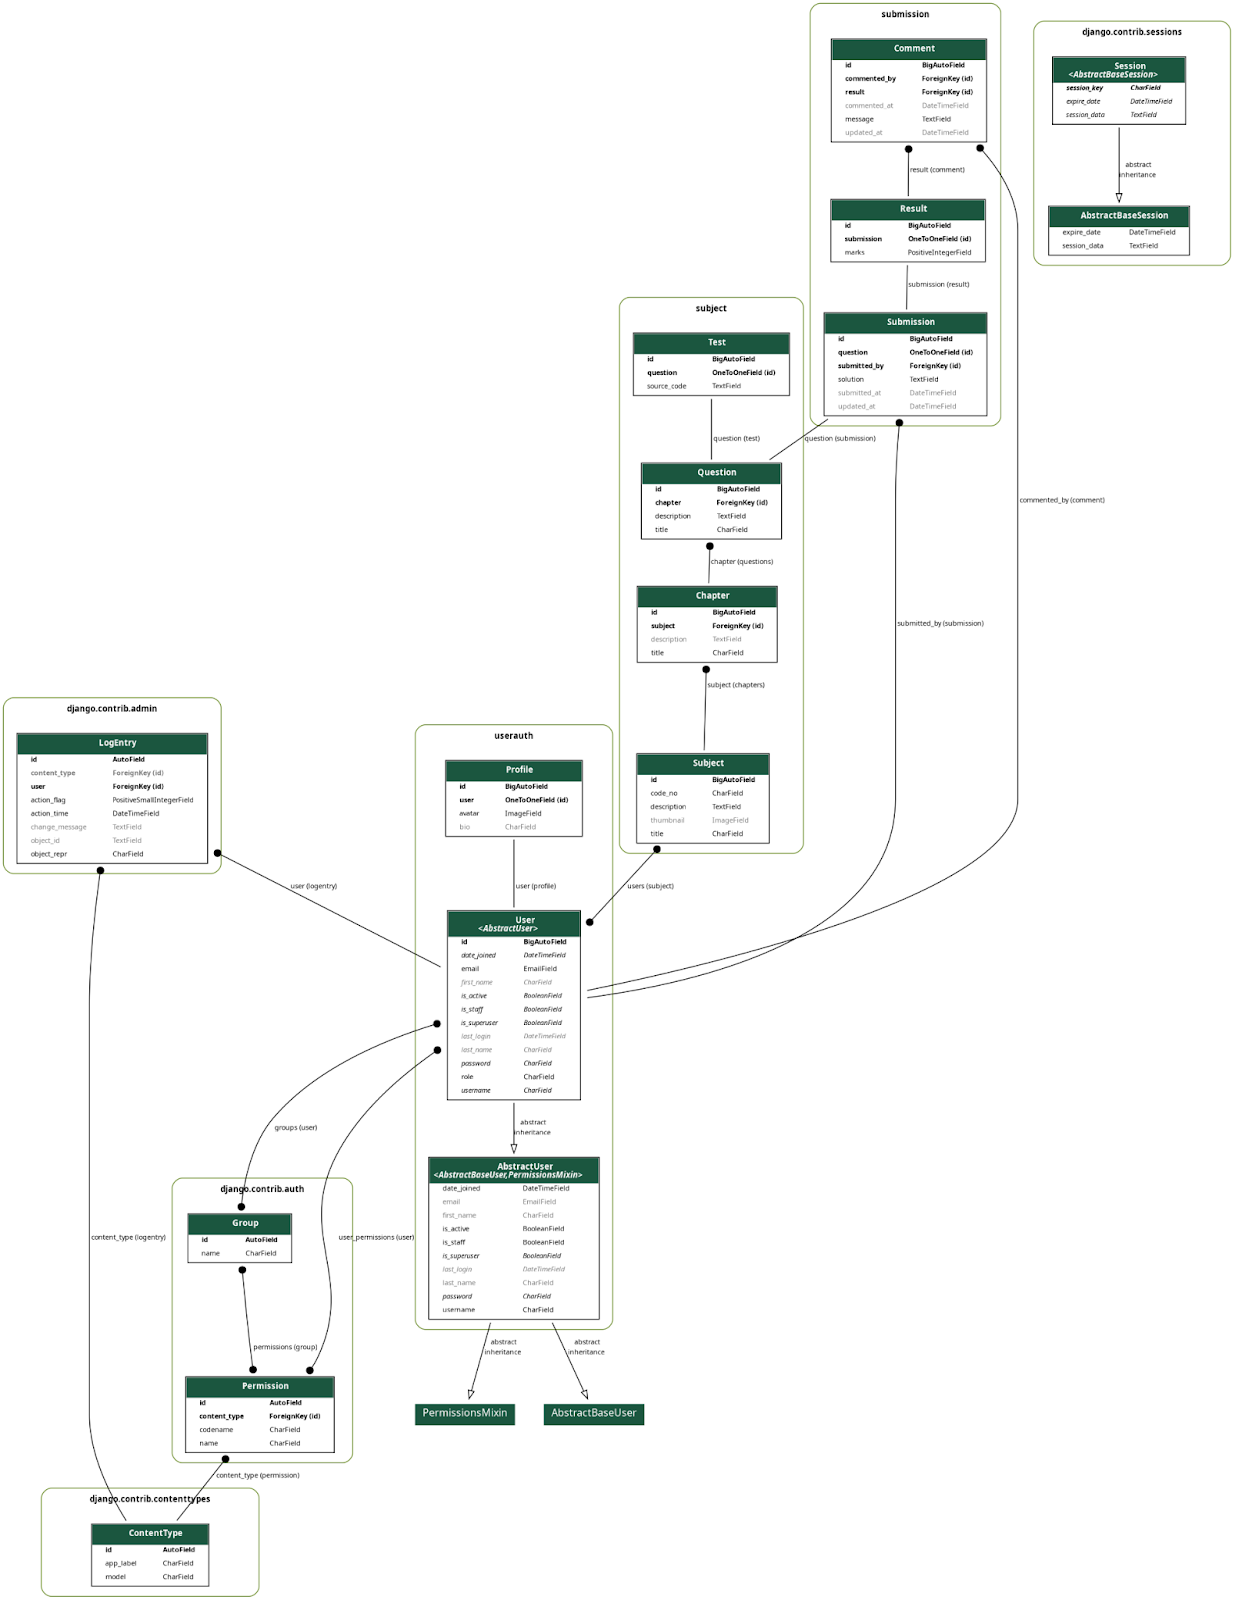 submission
Comment
id BigAutoField
commented_by ForeignKey (id)
result ForeignKey (id)
commented_at DateTimeField
message TextField
updated_at DateTimeField
result (comment)
Result
id BigAutoField
submission OneToOneField (id)
marks PositiveIntegerField
submission (result)
Submission
id BigAutoField
question OneToOneField (id)
submitted_by ForeignKey (id)
solution TextField
submitted_at DateTimeField
updated_at DateTimeField
django.contrib.sessions
Session
<AbstractBaseSession>
session_key CharField
expire_date DateTimeField
session_data TextField
abstract
inheritance
AbstractBaseSession
expire_date DateTimeField
session_data TextField
subject
Test
id BigAutoField
question OneToOneField (id)
source_code TextField
question (test)
question (submission)
Question
id BigAutoField
chapter ForeignKey (id)
description TextField
title CharField
commented_by (comment)
chapter (questions)
Chapter
id BigAutoField
subject ForeignKey (id)
description TextField
title CharField
submitted_by (submission)
subject (chapters)
Subject
id BigAutoField
code_no CharField
description TextField
thumbnail ImageField
title CharField
users (subject)
django.contrib.admin
LogEntry
id AutoField
content_type ForeignKey (id)
user ForeignKey (id)
action_flag PositiveSmallIntegerField
action_time DateTimeField
change_message TextField
object_id TextField
object_repr CharField
user (logentry)
userauth
Profile
id BigAutoField
user OneToOneField (id)
avatar ImageField
bio CharField
user (profile)
User
<AbstractUser>
id BigAutoField
date_joined DateTimeField
email EmailField
first_name CharField
is_active BooleanField
is_staff BooleanField
is_superuser BooleanField
last_login DateTimeField
last_name CharField
password CharField
role CharField
username CharField
abstract
inheritance
groups (user)
AbstractUser
<AbstractBaseUser,PermissionsMixin>
date_joined DateTimeField
email EmailField
first_name CharField
is_active BooleanField
is_staff BooleanField
is_superuser BooleanField
last_login DateTimeField
last_name CharField
password CharField
username CharField
abstract
inheritance
abstract
inheritance
PermissionsMixin
AbstractBaseUser
django.contrib.auth
Group
id AutoField
name CharField
content_type (logentry)
user_permissions (user)
permissions (group)
Permission
id AutoField
content_type ForeignKey (id)
codename CharField
name CharField
content_type (permission)
django.contrib.contenttypes
ContentType
id AutoField
app_label CharField
model CharField